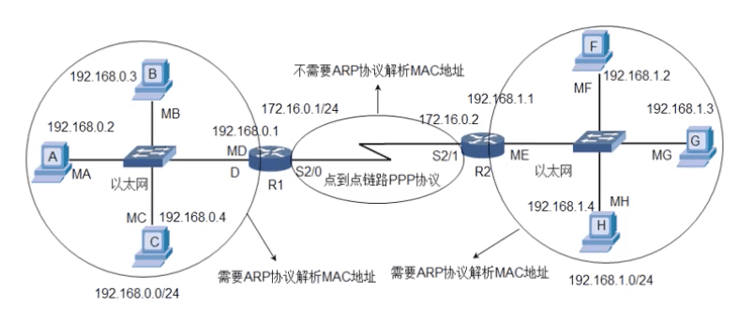 不需要ARP协议解析MAC地址
F
B
192.168.0.3
192.168.1.2
MF
192.168.1.1
172.16.0.1/24
172.16.0.2
192.168.1.3
MB
192.168.0.2
192.168.0.1
A
MD
G
MA
D
S2/0
S2/1
ME
MG
以太网
R1
R2
以太网
点到点链路PPP协议
MC
192.168.0.4
192.168.1.4
MH
C
H
需要ARP协议解析MAC地址
需要ARP协议解析MAC地址
192.168.0.0/24
192.168.1.0/24